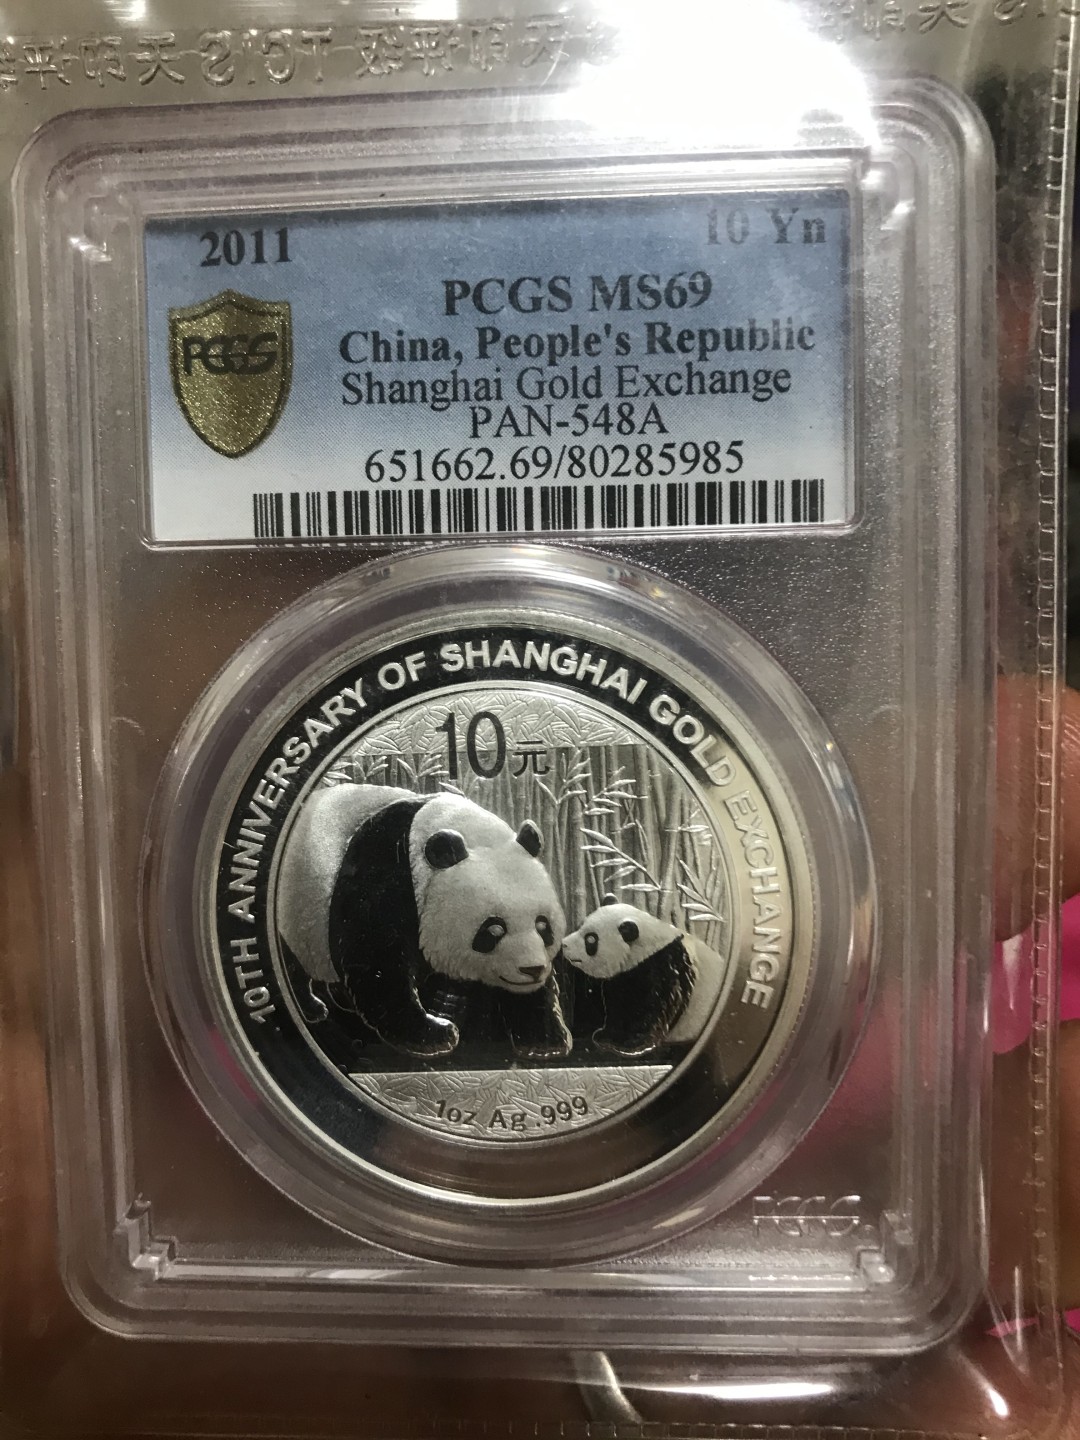 2011
10 Yn
PCGS
PCGS MS69
China, People's Republic
Shanghai Gold Exchange
PAN-548A
651662.69/80285985
10TH ANNIVERSARY OF SHANGHAI GOLD EXCHANGE
10元
1oz Ag .999
PCGS